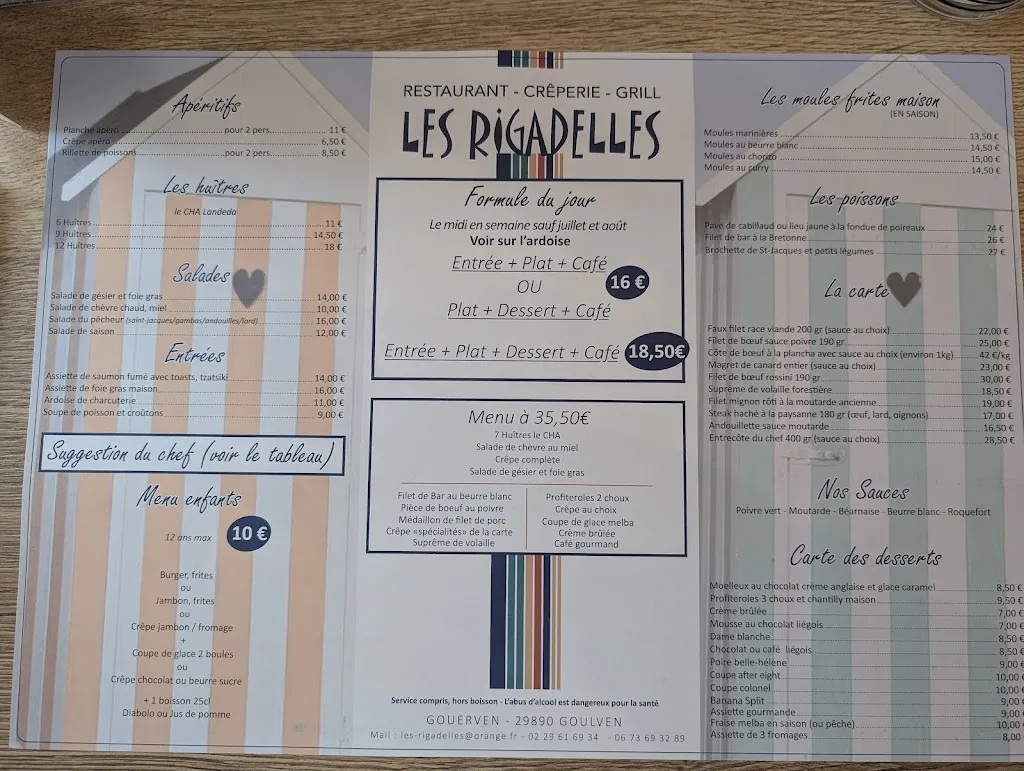 Apéritifs
Planche apéro pour 2 pers. 11 €
Crêpe apéro 6,50 €
Rillette de poissons pour 2 pers. 8,50 €
Les huîtres
le CHA Landeda
6 Huîtres 11 €
9 Huîtres 14,50 €
12 Huîtres 18 €
Salades
Salade de gésier et foie gras 14,00 €
Salade de chèvre chaud, miel 10,00 €
Salade du pêcheur (saint-jacques/gambas/andouilles/lard) 16,00 €
Salade de saison 12,00 €
Entrées
Assiette de saumon fumé avec toasts, tzatsiki 14,00 €
Assiette de foie gras maison 16,00 €
Ardoise de charcuterie 11,00 €
Soupe de poisson et croûtons 9,00 €
Suggestion du chef (voir le tableau)
Menu enfants
12 ans max 10 €
Burger, frites
ou
Jambon, frites
ou
Crêpe jambon / fromage
+
Coupe de glace 2 boules
ou
Crêpe chocolat ou beurre sucre
+ 1 boisson 25cl
Diabolo ou Jus de pomme
RESTAURANT - CRÊPERIE - GRILL
LES RiGADELLES
Formule du jour
Le midi en semaine sauf juillet et août
Voir sur l'ardoise
Entrée + Plat + Café
OU 16 €
Plat + Dessert + Café
Entrée + Plat + Dessert + Café 18,50€
Menu à 35,50€
7 Huîtres le CHA
Salade de chèvre au miel
Crêpe complète
Salade de gésier et foie gras
Filet de Bar au beurre blanc
Pièce de boeuf au poivre
Médaillon de filet de porc
Crêpe «spécialités» de la carte
Suprême de volaille
Profiteroles 2 choux
Crêpe au choix
Coupe de glace melba
Crème brûlée
Café gourmand
Service compris, hors boisson - L'abus d'alcool est dangereux pour la santé
GOUERVEN - 29890 GOULVEN
Mail : les-rigadelles@orange.fr - 02 29 61 69 34 - 06 73 69 32 89
Les moules frites maison
(EN SAISON)
Moules marinières 13,50 €
Moules au beurre blanc 14,50 €
Moules au chorizo 15,00 €
Moules au curry 14,50 €
Les poissons
Pavé de cabillaud ou lieu jaune à la fondue de poireaux 24 €
Filet de bar à la Bretonne 26 €
Brochette de St-Jacques et petits légumes 27 €
La carte
Faux filet race viande 200 gr (sauce au choix) 22,00 €
Filet de bœuf sauce poivre 190 gr 25,00 €
Côte de bœuf à la plancha avec sauce au choix (environ 1kg) 42 €/kg
Magret de canard entier (sauce au choix) 23,00 €
Filet de bœuf rossini 190 gr 30,00 €
Suprême de volaille forestière 18,50 €
Filet mignon rôti à la moutarde ancienne 19,00 €
Steak haché à la paysanne 180 gr (œuf, lard, oignons) 17,00 €
Andouillette sauce moutarde 16,50 €
Entrecôte du chef 400 gr (sauce au choix) 28,50 €
Nos Sauces
Poivre vert - Moutarde - Béarnaise - Beurre blanc - Roquefort
Carte des desserts
Moelleux au chocolat crème anglaise et glace caramel 8,50 €
Profiteroles 3 choux et chantilly maison 9,50 €
Crème brûlée 7,00 €
Mousse au chocolat liégois 7,00 €
Dame blanche 8,50 €
Chocolat ou café liégois 8,50 €
Poire belle-hélène 9,00 €
Coupe after eight 10,00 €
Coupe colonel 10,00 €
Banana Split 9,00 €
Assiette gourmande 9,00 €
Fraise melba en saison (ou pêche) 10,00 €
Assiette de 3 fromages 8,00